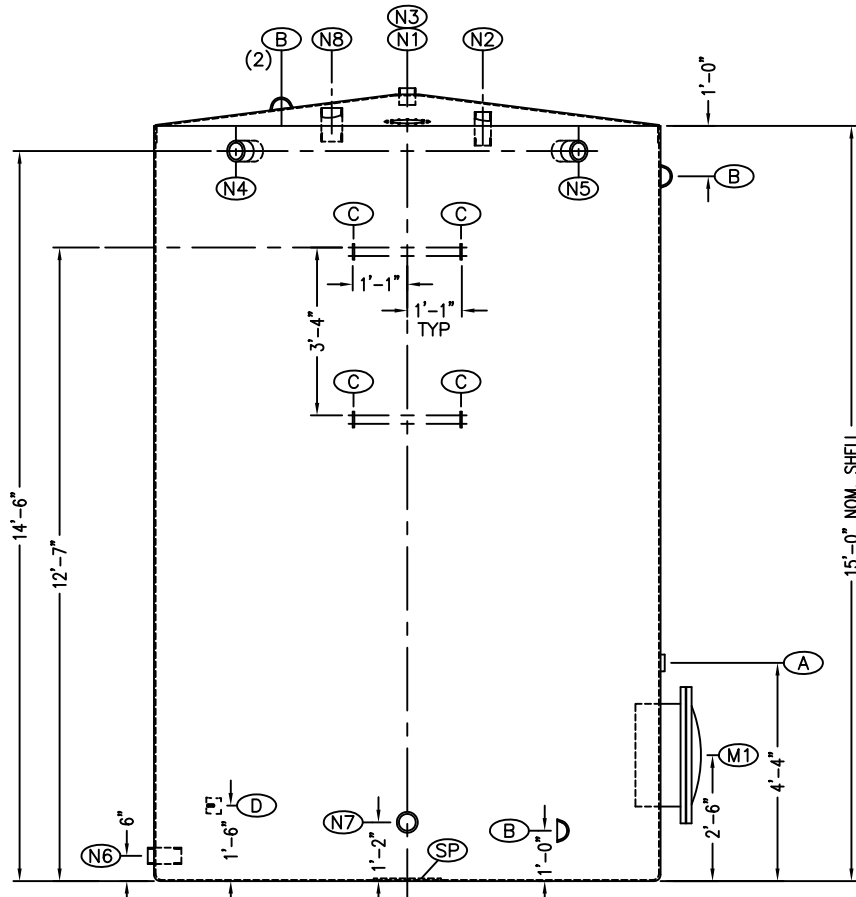 N3
B
N8
N1
N2
(2)
1'-0"
N4
N5
B
C
C
1'-1"
1'-1"
TYP
3'-4"
C
C
14'-6"
12'-7"
15'-0" NOM. SHELL
A
M1
4'-4"
2'-6"
D
6"
1'-6"
N7
B
N6
1'-2"
SP
1'-0"